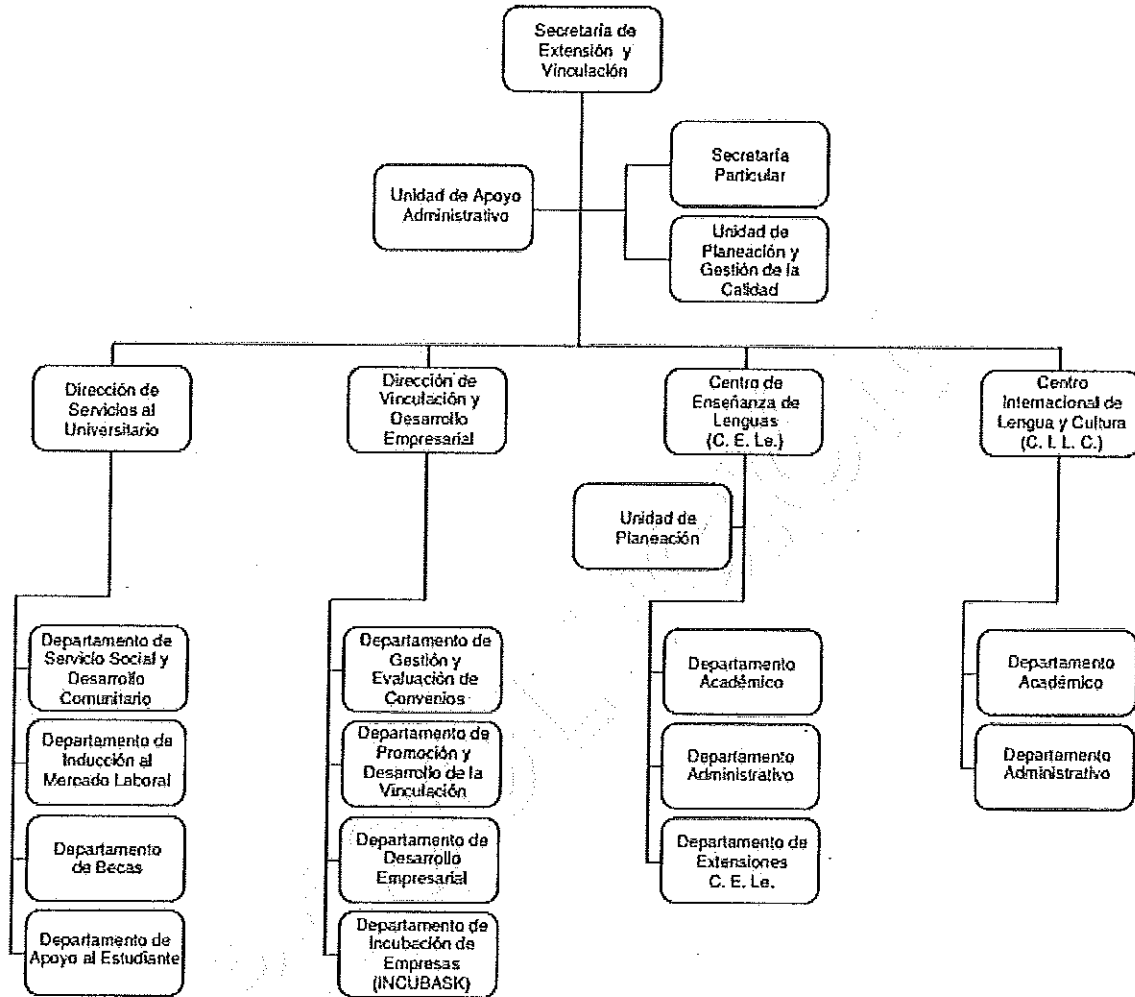 Secretaría de
Extensión y
Vinculación
Unidad de Apoyo
Administrativo
Secretaría
Particular
Unidad de
Planeación y
Gestión de la
Calidad
Dirección de
Servicios al
Universitario
Dirección de
Vinculación y
Desarrollo
Empresarial
Centro de
Enseñanza de
Lenguas
(C. E. Le.)
Centro
Internacional de
Lengua y Cultura
(C. I. L. C.)
Unidad de
Planeación
Departamento de
Servicio Social y
Desarrollo
Comunitario
Departamento de
Inducción al
Mercado Laboral
Departamento
de Becas
Departamento de
Apoyo al Estudiante
Departamento de
Gestión y
Evaluación de
Convenios
Departamento de
Promoción y
Desarrollo de la
Vinculación
Departamento de
Desarrollo
Empresarial
Departamento de
Incubación de
Empresas
(INCUBASK)
Departamento
Académico
Departamento
Administrativo
Departamento de
Extensiones
C. E. Le.
Departamento
Académico
Departamento
Administrativo